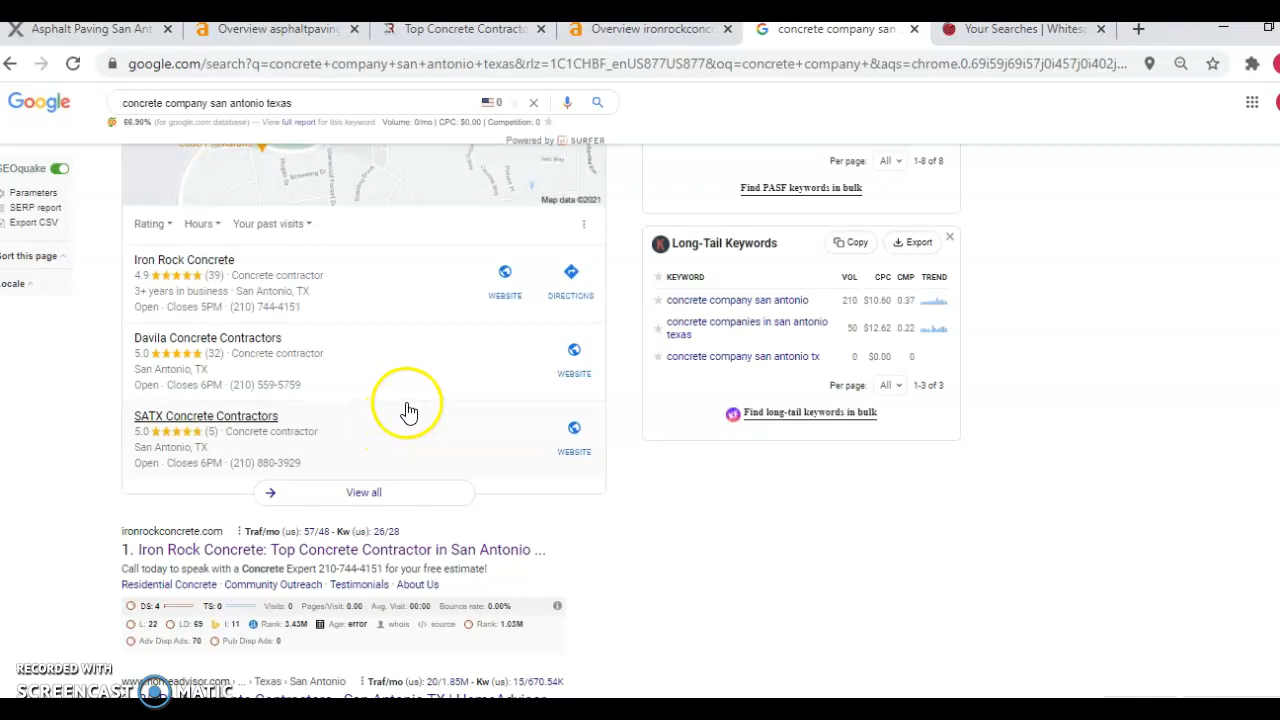 Asphalt Paving San Ant
Overview asphaltpaving
Top Concrete Contracto
Overview ironrockconc
concrete company san
Your Searches | Whitesp
google.com/search?q=concrete+company+san+antonio+texas&rlz=1C1CHBF_enUS877US877&oq=concrete+company+&aqs=chrome.0.69i59j69i57j0i457j0i402j...
Google
concrete company san antonio texas
0
66,90% (for google.com database) — View full report for this keyword Volume: 0/mo | CPC: $0.00 | Competition: 0
Powered by SURFER
SEOquake
Parameters
SERP report
Export CSV
Sort this page
Locale
Browning Dr
Sherwood Forest Dr
Map data ©2021
Rating
Hours
Your past visits
Iron Rock Concrete
4.9 (39) · Concrete contractor
3+ years in business · San Antonio, TX
Open · Closes 5PM · (210) 744-4151
WEBSITE
DIRECTIONS
Davila Concrete Contractors
5.0 (32) · Concrete contractor
San Antonio, TX
Open · Closes 6PM · (210) 559-5759
WEBSITE
SATX Concrete Contractors
5.0 (5) · Concrete contractor
San Antonio, TX
Open · Closes 6PM · (210) 880-3929
WEBSITE
View all
ironrockconcrete.com Traf/mo (us): 57/48 - Kw (us): 26/28
1. Iron Rock Concrete: Top Concrete Contractor in San Antonio ...
Call today to speak with a Concrete Expert 210-744-4151 for your free estimate!
Residential Concrete · Community Outreach · Testimonials · About Us
DS: 4 TS: 0 Visits: 0 Pages/Visit: 0.00 Avg. Visit: 00:00 Bounce rate: 0.00%
L: 22 LD: 69 I: 11 Rank: 3.43M Age: error whois source Rank: 1.03M
Adv Disp Ads: 70 Pub Disp Ads: 0
www.homeadvisor.com › ... › Texas › San Antonio Traf/mo (us): 20/1.85M - Kw (us): 15/670.54K
Per page: All 1-8 of 8
Find PASF keywords in bulk
Long-Tail Keywords
Copy
Export
KEYWORD VOL CPC CMP TREND
concrete company san antonio 210 $10.60 0.37
concrete companies in san antonio texas 50 $12.62 0.22
concrete company san antonio tx 0 $0.00 0
Per page: All 1-3 of 3
Find long-tail keywords in bulk
RECORDED WITH
SCREENCAST MATIC